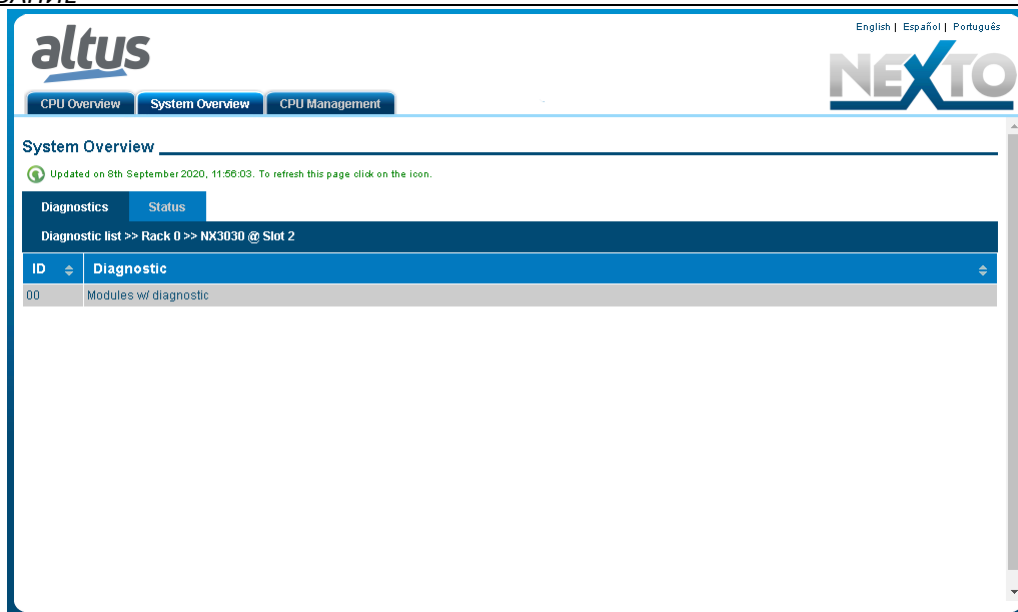 English | Español | Português
altus
NEXTO
CPU Overview System Overview CPU Management
System Overview
Updated on 8th September 2020, 11:56:03. To refresh this page click on the icon.
Diagnostics Status
Diagnostic list >> Rack 0 >> NX3030 @ Slot 2
ID Diagnostic
00 Modules w/ diagnostic